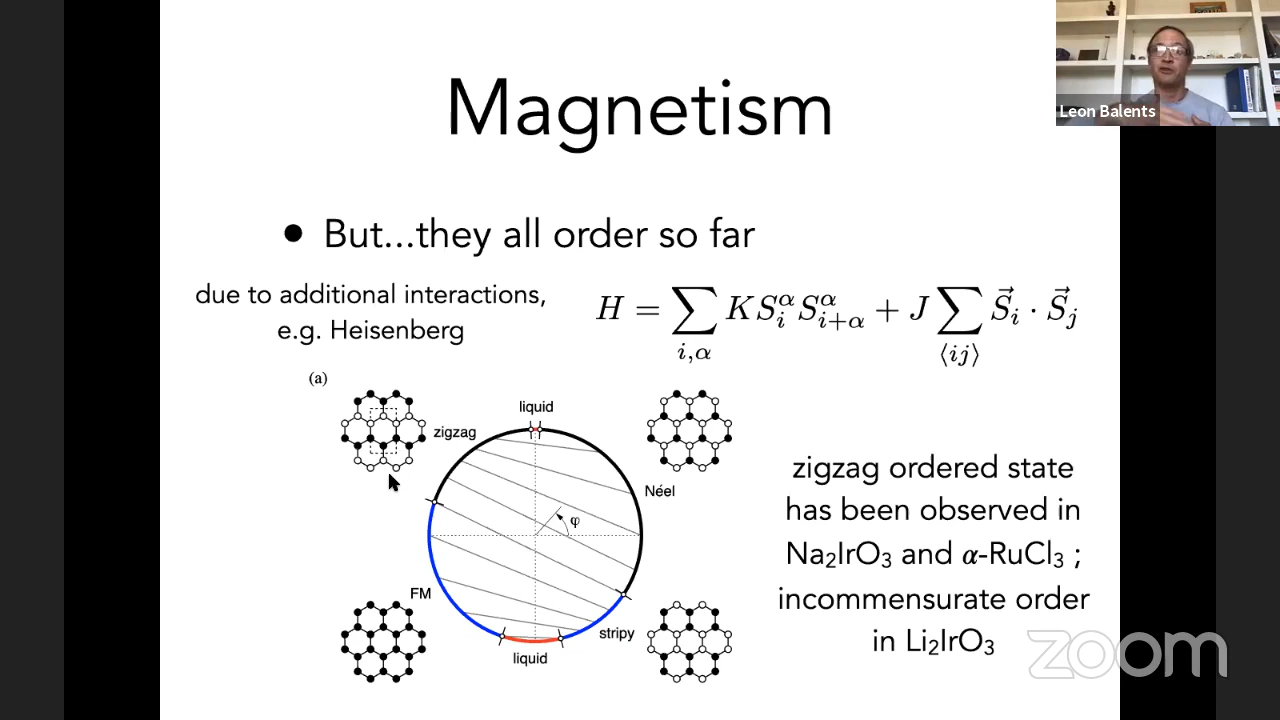 Magnetism
Leon Balents
• But...they all order so far
due to additional interactions,
e.g. Heisenberg
H = ∑_{i,α} K S_i^α S_{i+α}^α + J ∑_{⟨ij⟩} \vec{S}_i · \vec{S}_j
(a)
liquid
zigzag
Néel
φ
FM
stripy
liquid
zigzag ordered state
has been observed in
Na₂IrO₃ and α-RuCl₃ ;
incommensurate order
in Li₂IrO₃
zoom